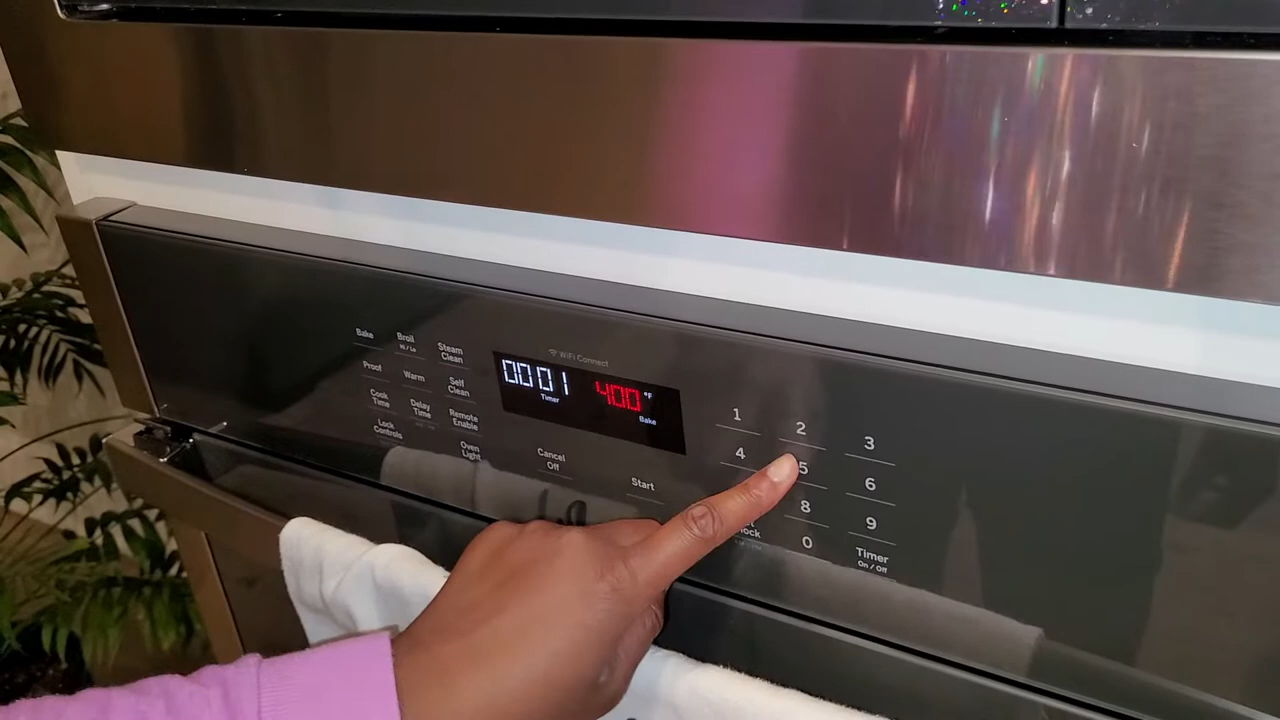 WiFi Connect
Bake
Broil
Hi / Lo
Steam
Clean
Proof
Warm
Self
Clean
Cook
Time
Delay
Time
Remote
Enable
Lock
Controls
Oven
Light
00 01
Timer
400 °F
Bake
Cancel
Off
Start
1
2
3
4
5
6
8
9
0
Timer
On / Off